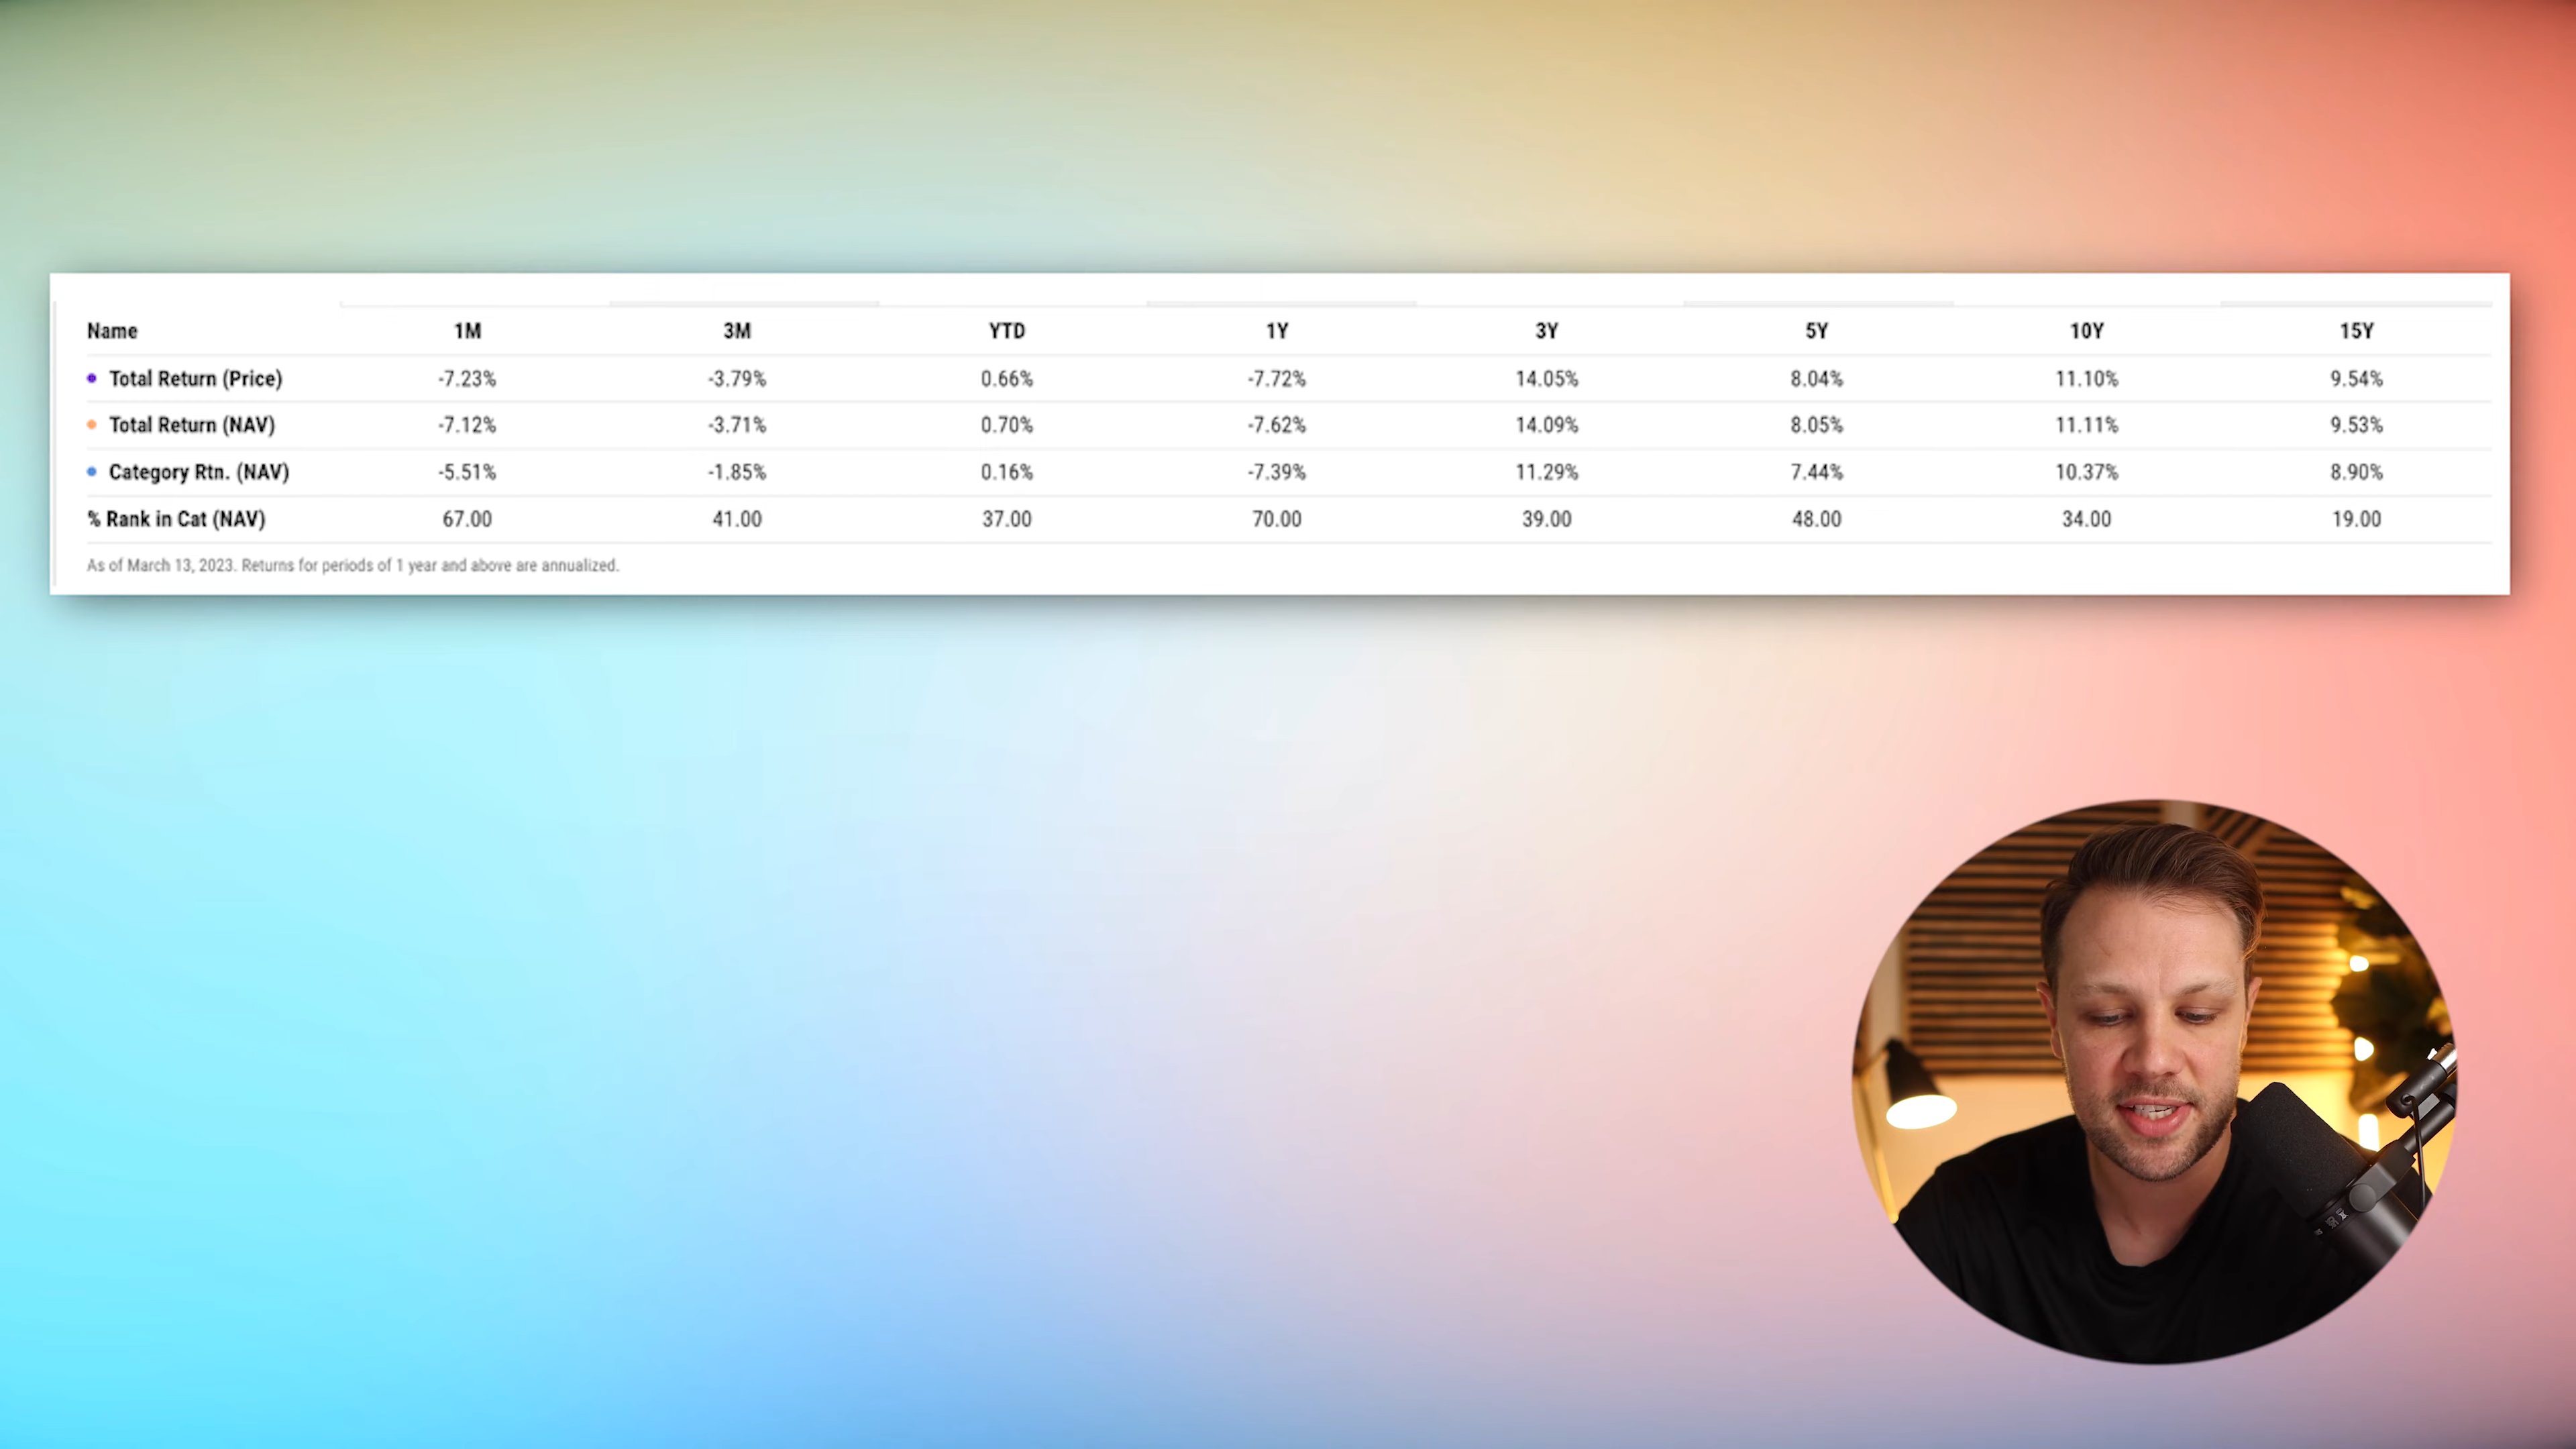 Name 1M 3M YTD 1Y 3Y 5Y 10Y 15Y
Total Return (Price) -7.23% -3.79% 0.66% -7.72% 14.05% 8.04% 11.10% 9.54%
Total Return (NAV) -7.12% -3.71% 0.70% -7.62% 14.09% 8.05% 11.11% 9.53%
Category Rtn. (NAV) -5.51% -1.85% 0.16% -7.39% 11.29% 7.44% 10.37% 8.90%
% Rank in Cat (NAV) 67.00 41.00 37.00 70.00 39.00 48.00 34.00 19.00
As of March 13, 2023. Returns for periods of 1 year and above are annualized.